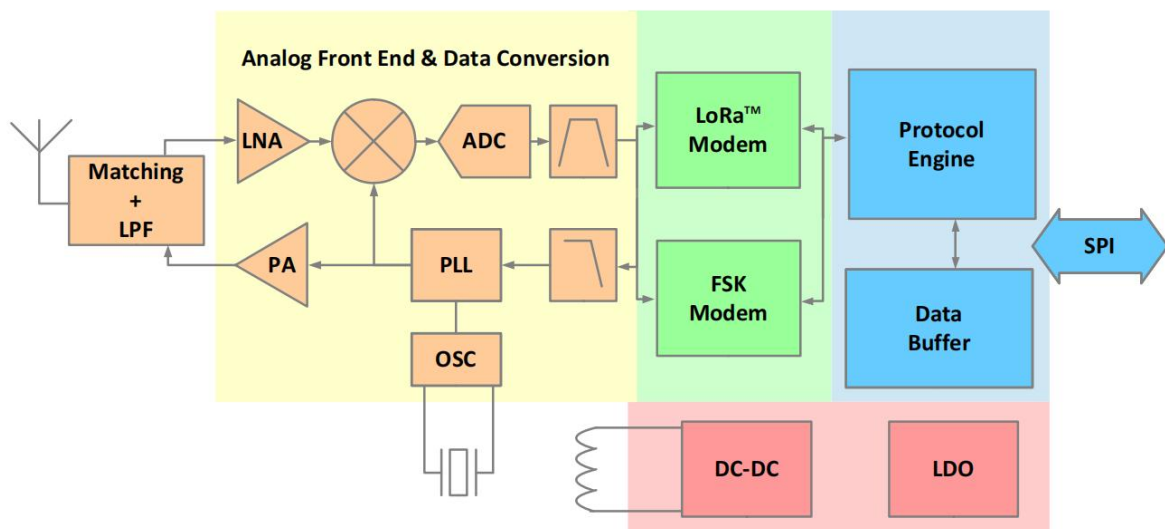 Analog Front End & Data Conversion
LNA
ADC
LoRa™
Modem
Protocol
Engine
Matching
+
LPF
PA
PLL
FSK
Modem
SPI
Data
Buffer
OSC
DC-DC
LDO